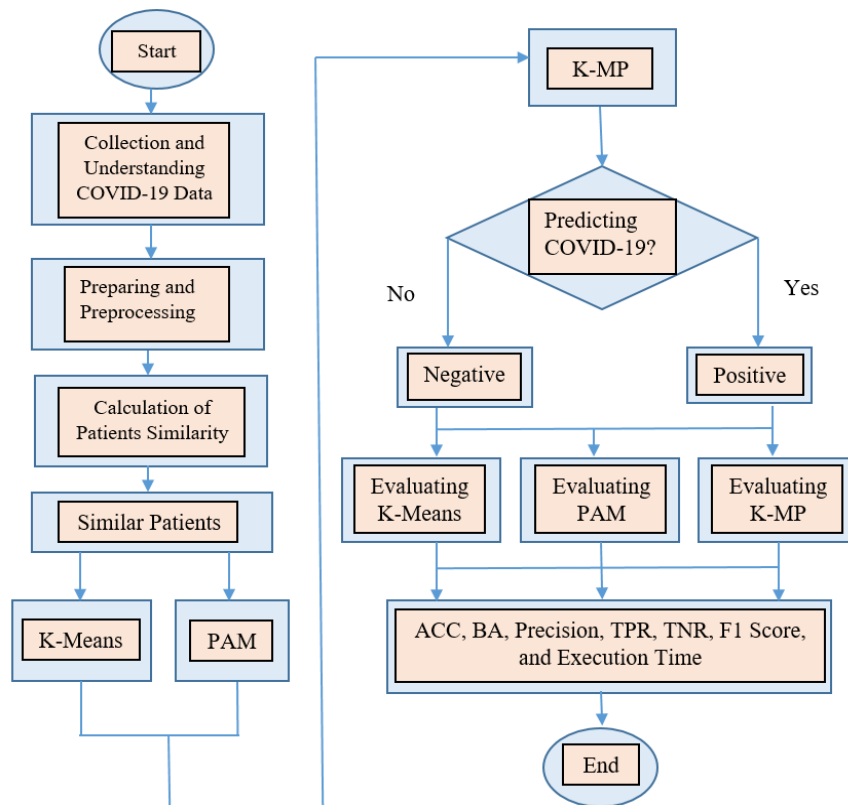 Start
Collection and
Understanding
COVID-19 Data
Preparing and
Preprocessing
Calculation of
Patients Similarity
Similar Patients
K-Means
PAM
K-MP
Predicting
COVID-19?
No
Yes
Negative
Positive
Evaluating
K-Means
Evaluating
PAM
Evaluating
K-MP
ACC, BA, Precision, TPR, TNR, F1 Score,
and Execution Time
End